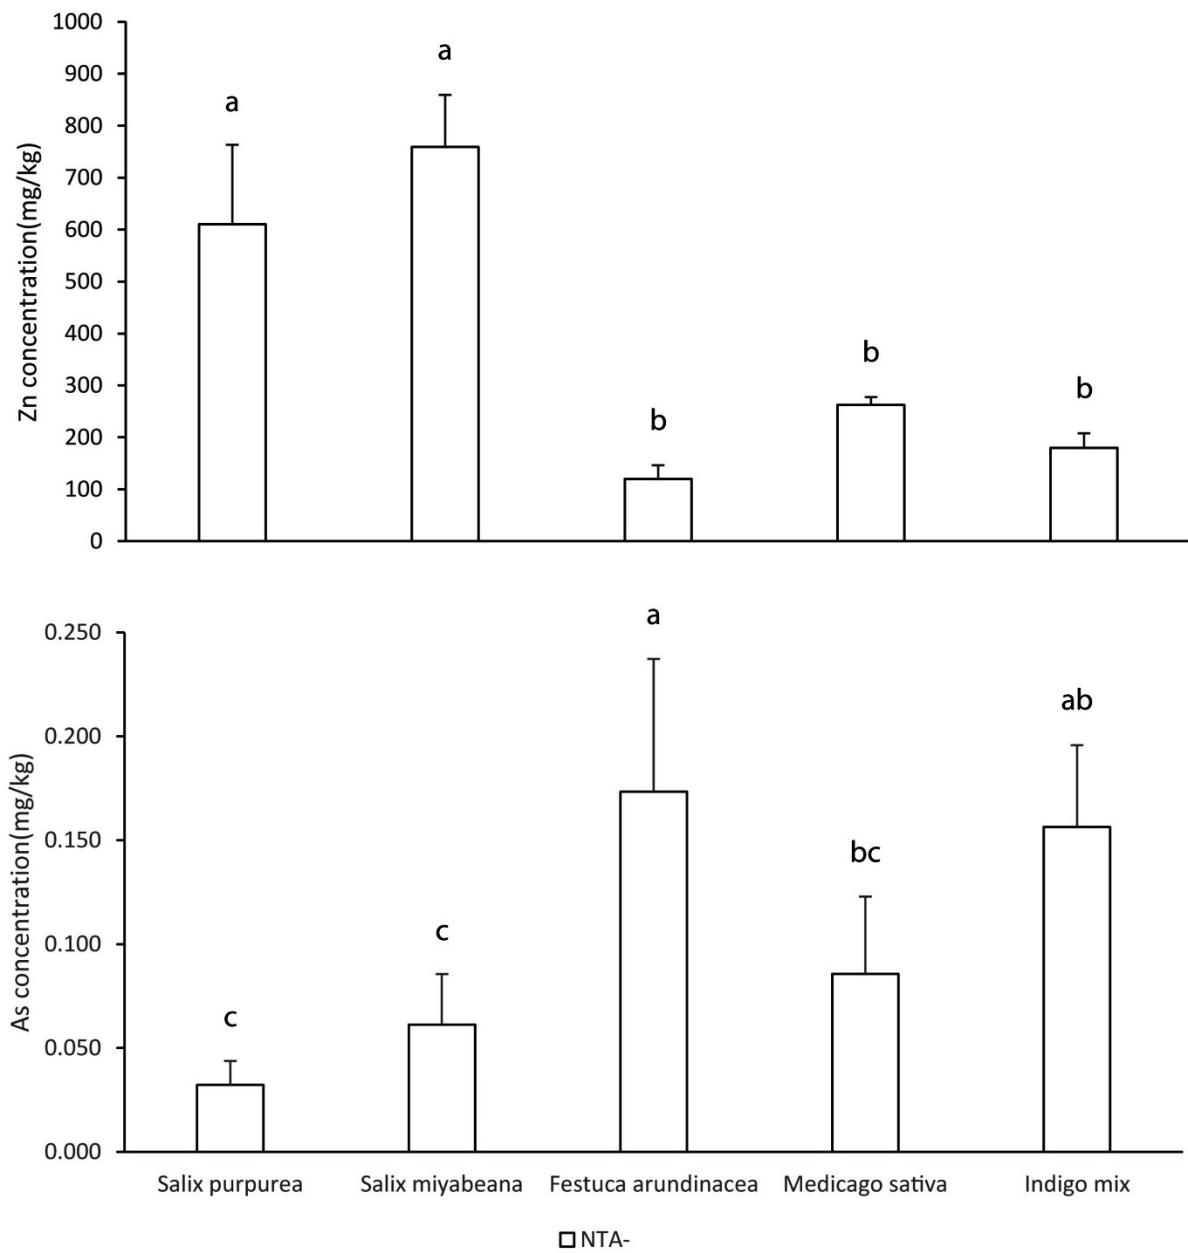 1000
900
800
700
600
500
400
300
200
100
0
Zn concentration(mg/kg)
a
a
b
b
b
0.250
0.200
0.150
0.100
0.050
0.000
As concentration(mg/kg)
c
c
a
bc
ab
Salix purpurea
Salix miyabeana
Festuca arundinacea
Medicago sativa
Indigo mix
NTA-